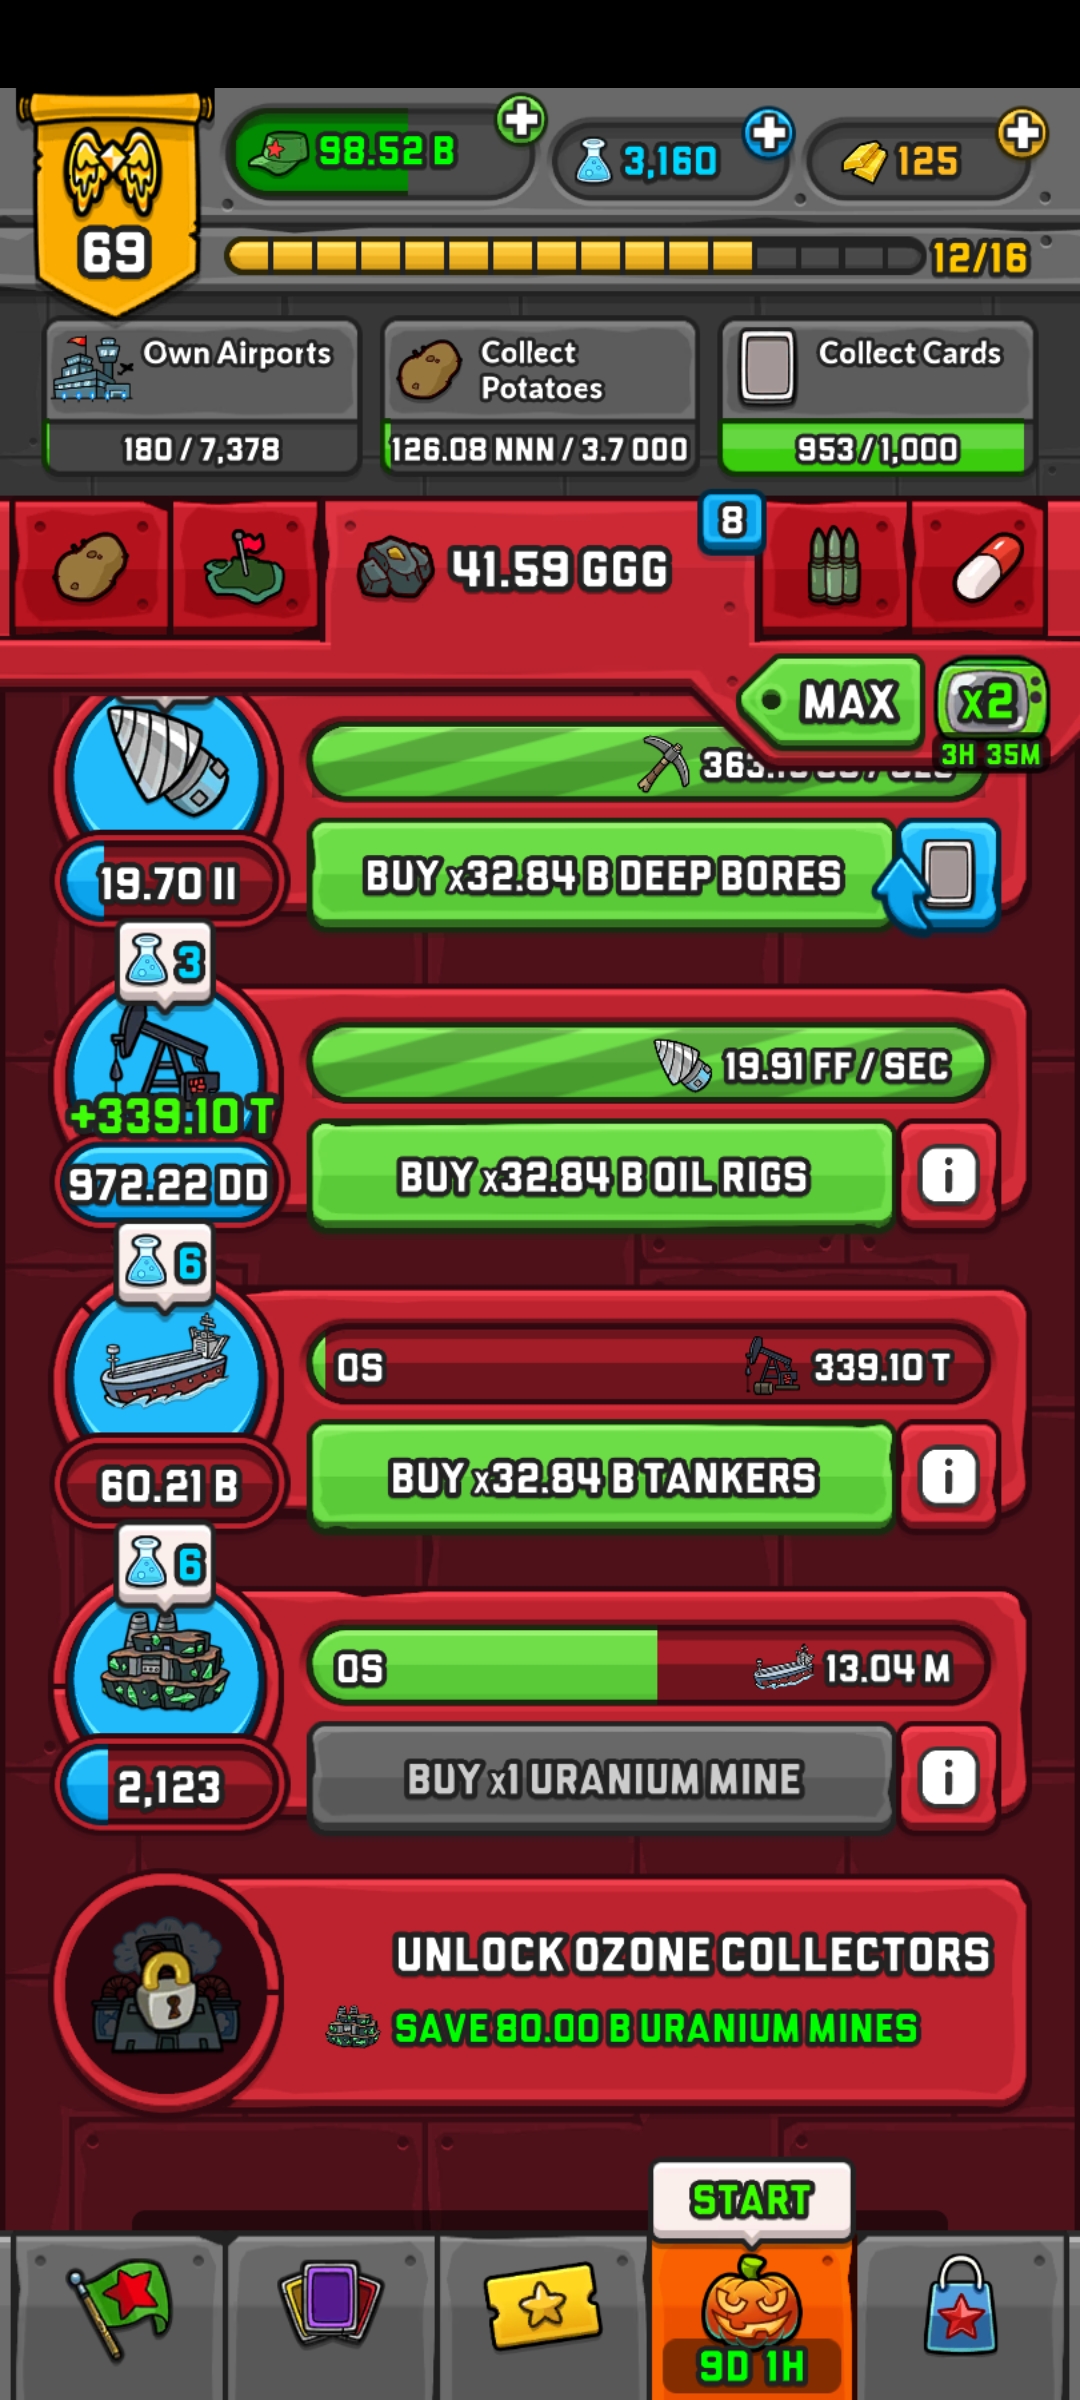 98.52 B
3,160
125
69
12/16
Own Airports
180 / 7,378
Collect
Potatoes
126.08 NNN / 3.7 OOO
Collect Cards
953 / 1,000
41.59 GGG
8
MAX
x2
3H 35M
19.70 II
BUY x32.84 B DEEP BORES
3
+339.10 T
972.22 DD
19.91 FF / SEC
BUY x32.84 B OIL RIGS
i
6
0S
339.10 T
60.21 B
BUY x32.84 B TANKERS
i
6
0S
13.04 M
2,123
BUY x1 URANIUM MINE
i
UNLOCK OZONE COLLECTORS
SAVE 80.00 B URANIUM MINES
START
9D 1H